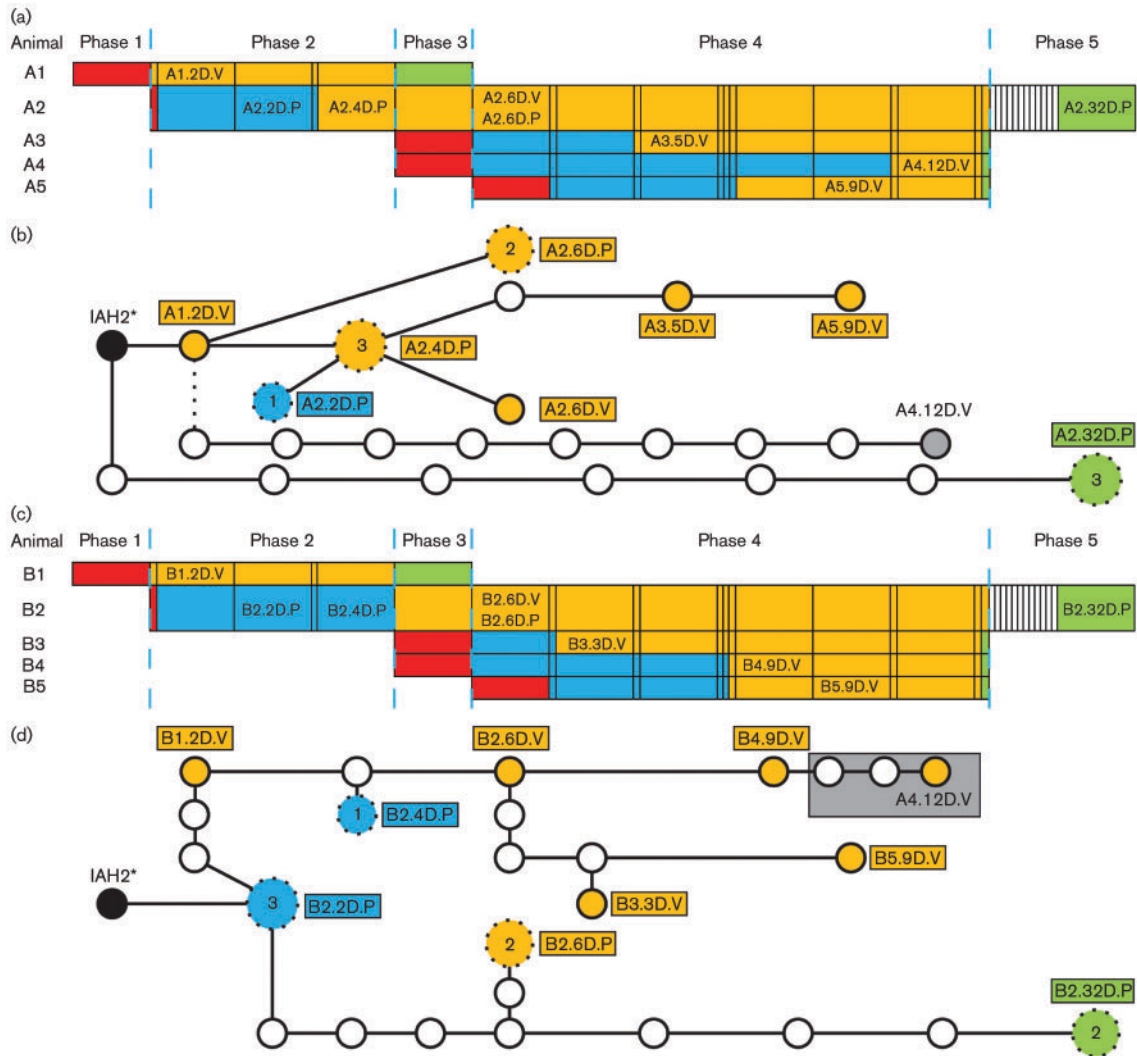 (a)
Animal Phase 1 Phase 2 Phase 3 Phase 4 Phase 5
A1 A1.2D.V
A2 A2.2D.P A2.4D.P A2.6D.V A2.32D.P
A2.6D.P
A3 A3.5D.V
A4 A4.12D.V
A5 A5.9D.V
(b)
2 A2.6D.P
IAH2* A1.2D.V
3 A2.4D.P A3.5D.V A5.9D.V
1 A2.2D.P A2.6D.V A4.12D.V
A2.32D.P
3
(c)
Animal Phase 1 Phase 2 Phase 3 Phase 4 Phase 5
B1 B1.2D.V
B2 B2.2D.P B2.4D.P B2.6D.V B2.32D.P
B2.6D.P
B3 B3.3D.V
B4 B4.9D.V
B5 B5.9D.V
(d)
B1.2D.V B2.6D.V B4.9D.V
A4.12D.V
1 B2.4D.P
B5.9D.V
IAH2*
3 B2.2D.P B3.3D.V
2 B2.6D.P
B2.32D.P
2